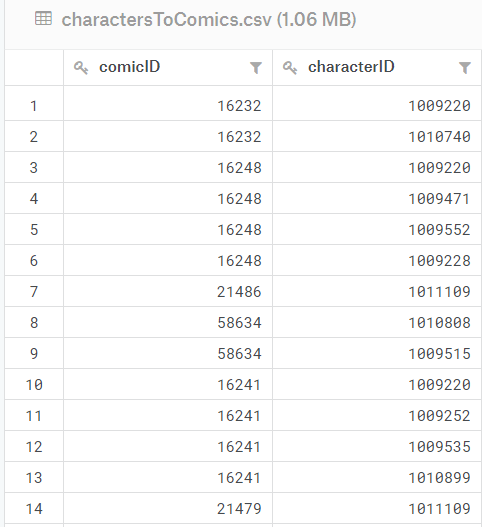 charactersToComics.csv (1.06 MB)
comicID characterID
1 16232 1009220
2 16232 1010740
3 16248 1009220
4 16248 1009471
5 16248 1009552
6 16248 1009228
7 21486 1011109
8 58634 1010808
9 58634 1009515
10 16241 1009220
11 16241 1009252
12 16241 1009535
13 16241 1010899
14 21479 1011109